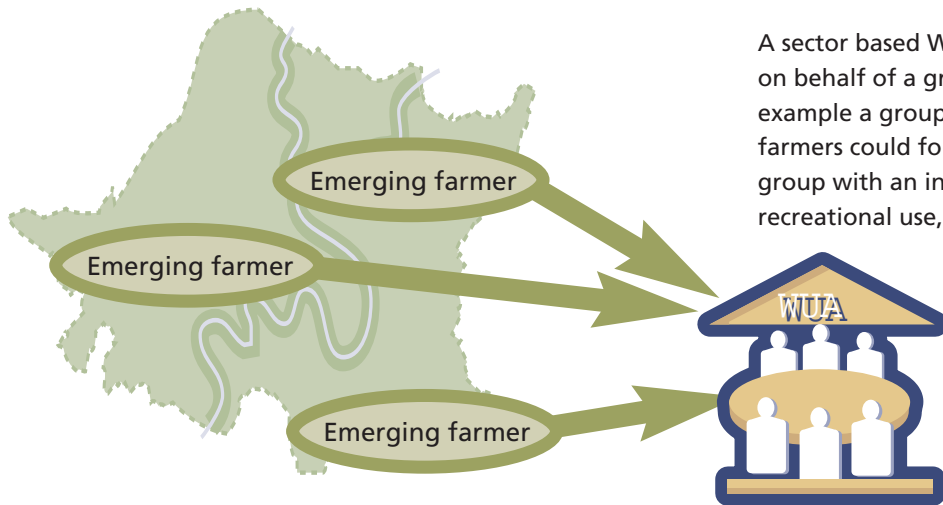 A sector based W
on behalf of a gr
example a group
farmers could fo
group with an in
recreational use,
Emerging farmer
Emerging farmer
Emerging farmer
WUA